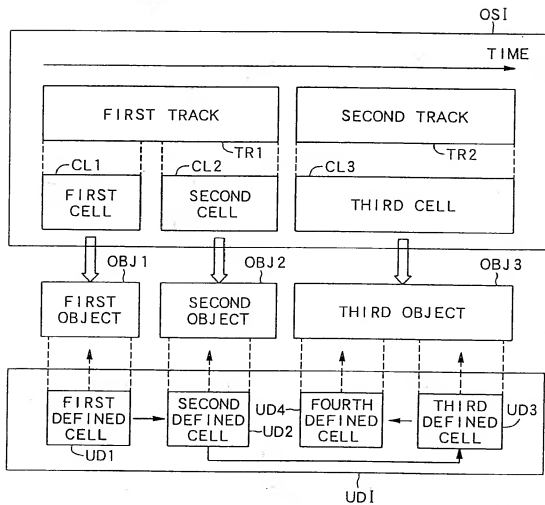 OSI
TIME
FIRST TRACK
SECOND TRACK
TR1
TR2
CL1
CL2
CL3
FIRST
CELL
SECOND
CELL
THIRD CELL
OBJ1
OBJ2
OBJ3
FIRST
OBJECT
SECOND
OBJECT
THIRD OBJECT
FIRST
DEFINED
CELL
SECOND
DEFINED
CELL
UD4
FOURTH
DEFINED
CELL
THIRD
DEFINED
CELL
UD3
UD1
UD2
UDI